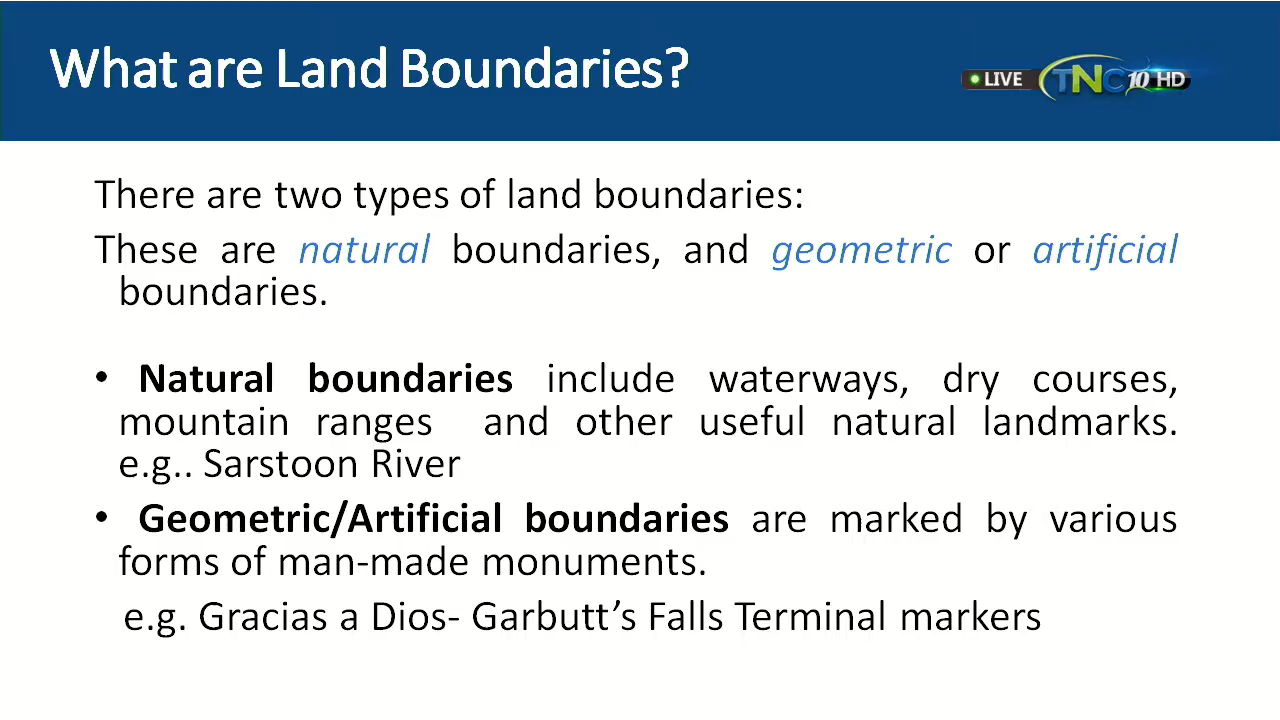 What are Land Boundaries?
LIVE TNC 10 HD
There are two types of land boundaries:
These are natural boundaries, and geometric or artificial
boundaries.
• Natural boundaries include waterways, dry courses,
mountain ranges and other useful natural landmarks.
e.g.. Sarstoon River
• Geometric/Artificial boundaries are marked by various
forms of man-made monuments.
e.g. Gracias a Dios- Garbutt’s Falls Terminal markers